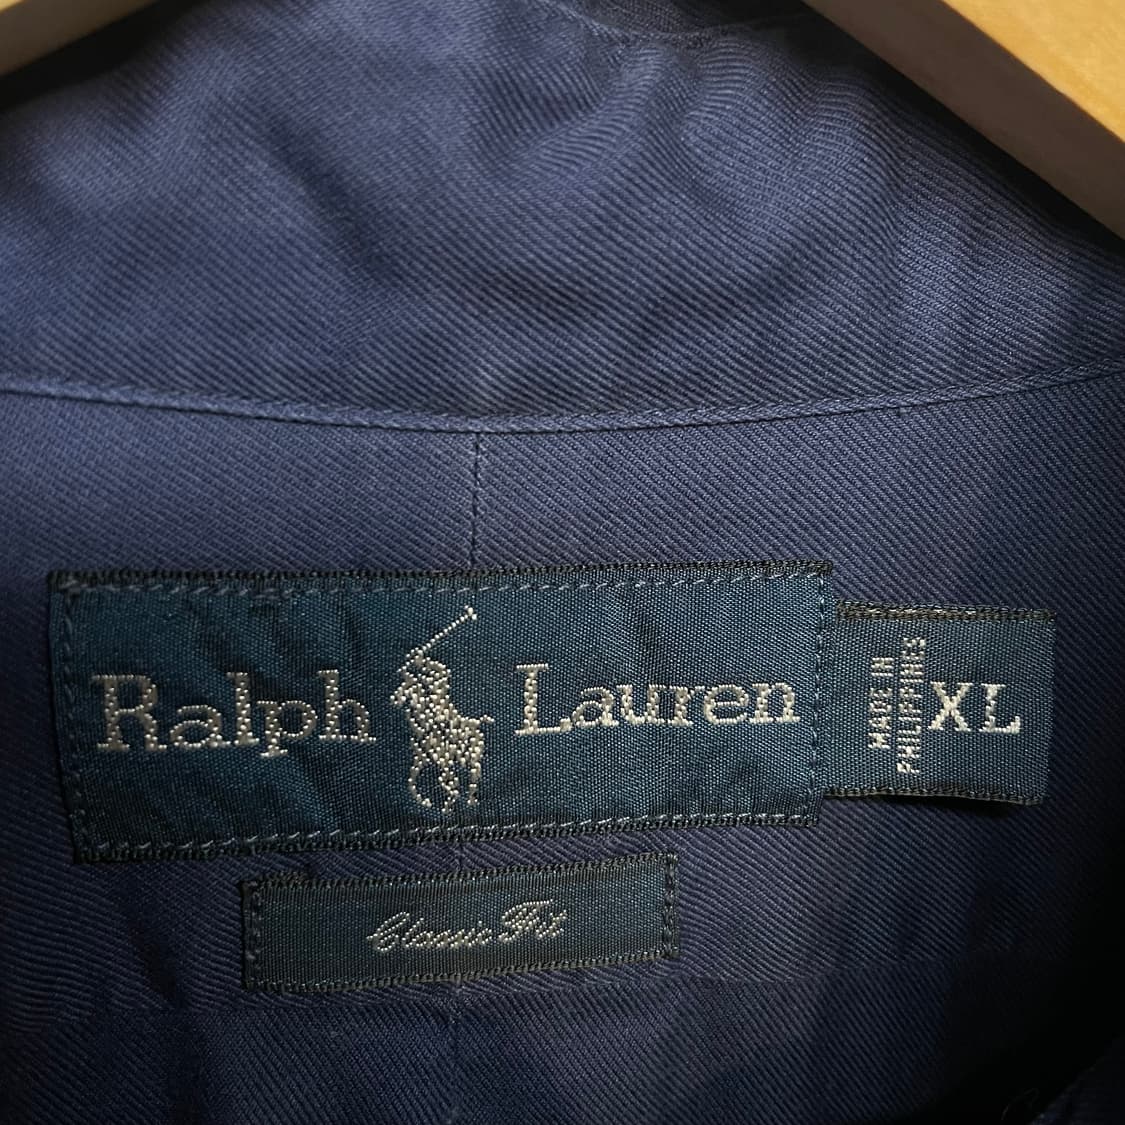 Ralph Lauren
MADE IN
PHILIPPINES
XL
Classic Fit